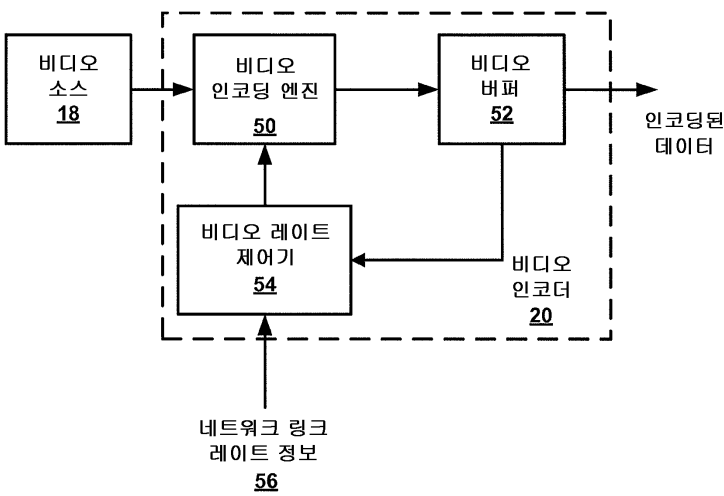 비디오
소스
18
비디오
인코딩 엔진
50
비디오
버퍼
52
인코딩된
데이터
비디오 레이트
제어기
54
비디오
인코더
20
네트워크 링크
레이트 정보
56